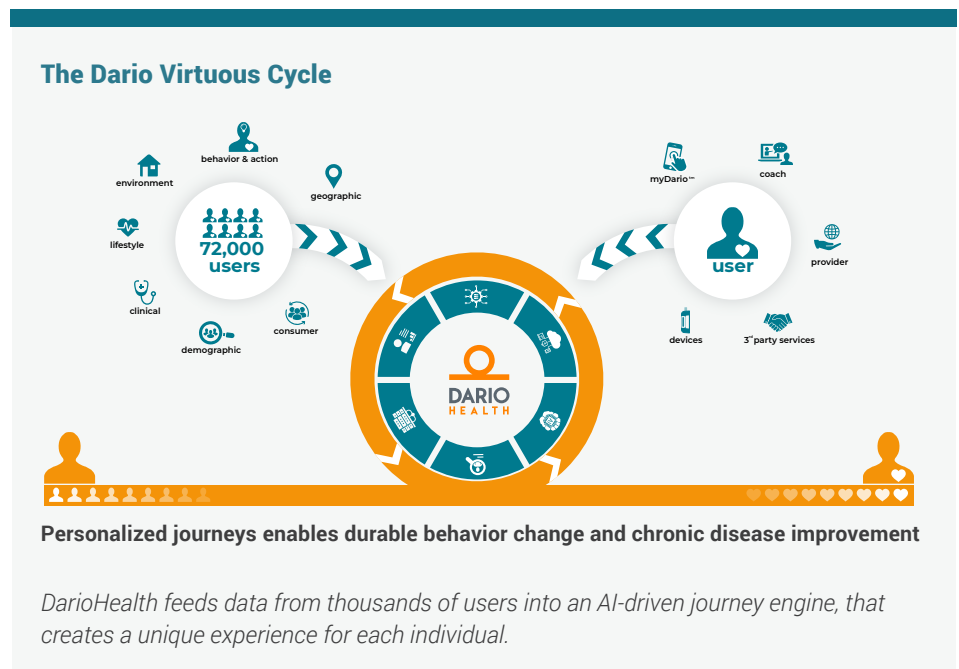 The Dario Virtuous Cycle
behavior & action
environment
geographic
lifestyle
72,000
users
clinical
consumer
demographic
myDario℠
coach
user
provider
devices
3rd party services
DARIO
HEALTH
Personalized journeys enables durable behavior change and chronic disease improvement
DarioHealth feeds data from thousands of users into an AI-driven journey engine, that
creates a unique experience for each individual.